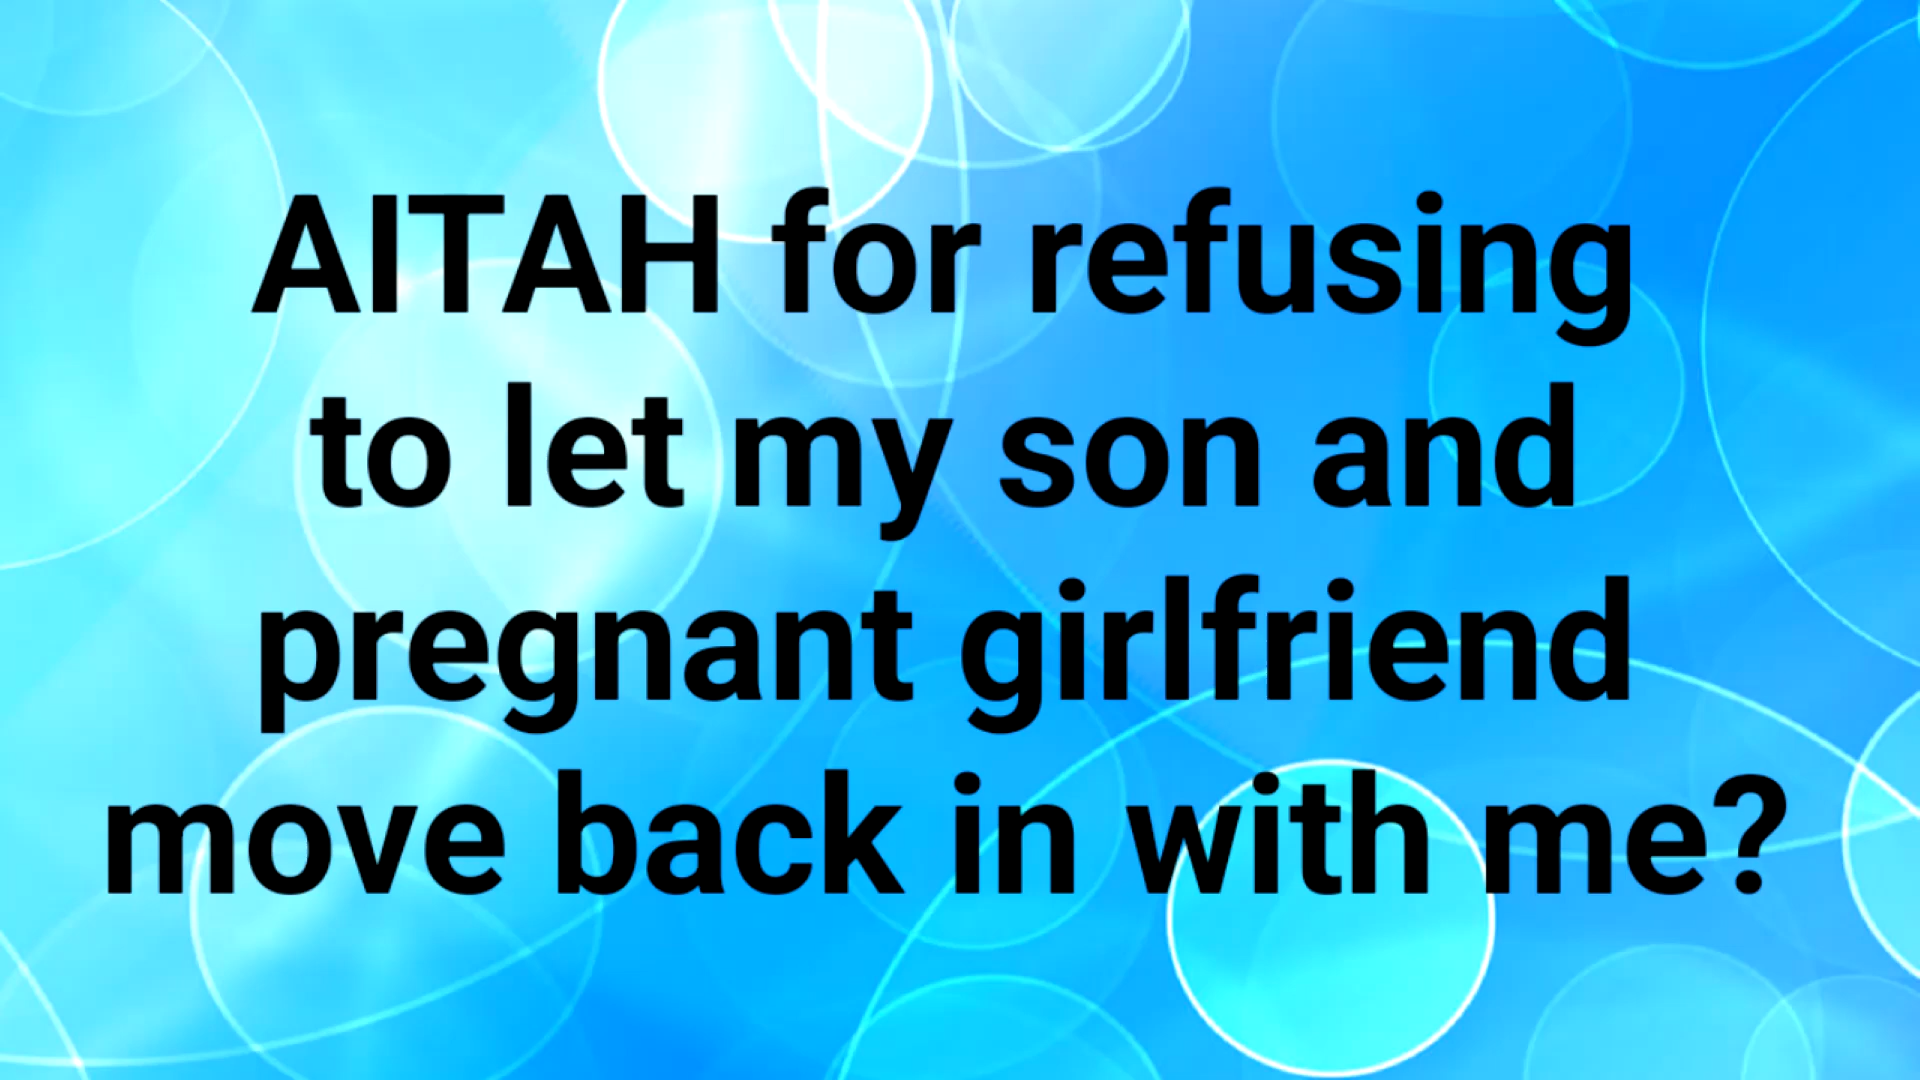 AITAH for refusing
to let my son and
pregnant girlfriend
move back in with me?